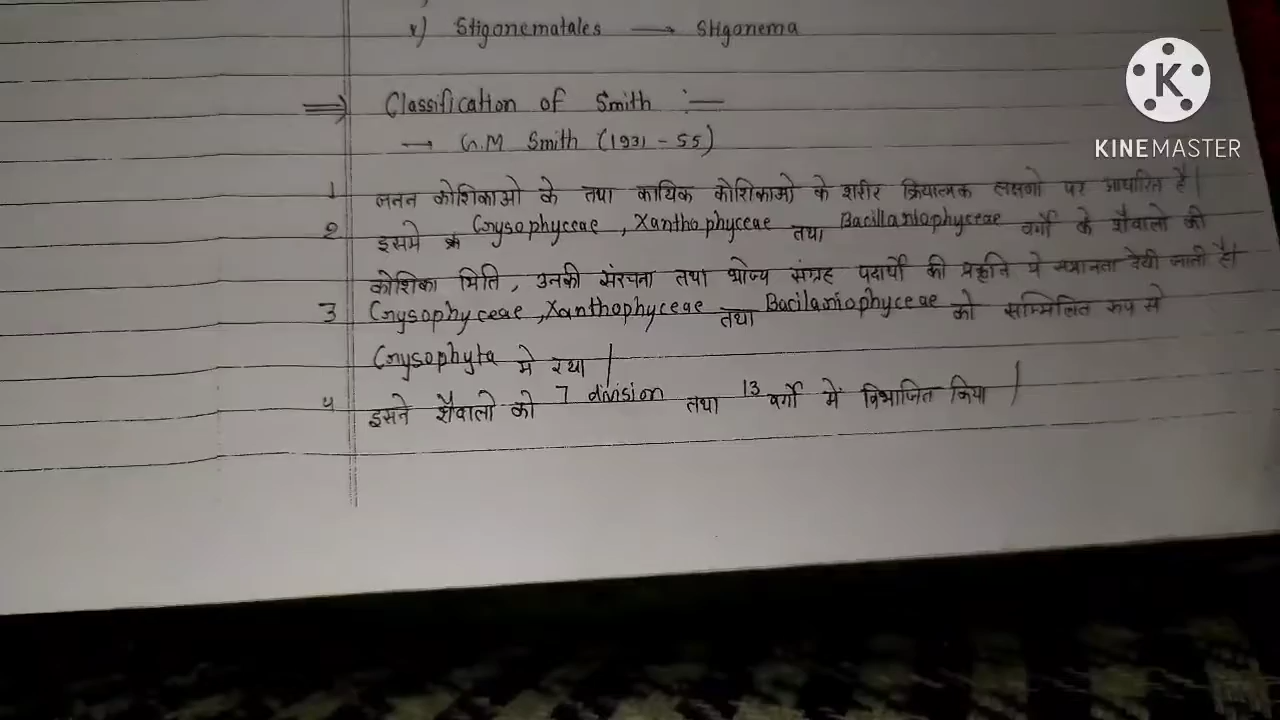 v) Stigonematales → Stigonema
⇒ Classification of Smith :—
→ G.M Smith (1931 - 55)
1 जनन कोशिकाओ के तथा कायिक कोशिकाओ के शरीर क्रियात्मक लक्षणो पर आधारित है |
2 इसमे Crysophyceae , Xanthophyceae तथा Bacillariophyceae वर्गो के शैवालो की
कोशिका भिति , उनकी संरचना तथा भोज्य संग्रह पदार्थो की प्रकृति मे समानता देखी जाती है |
3 Crysophyceae , Xanthophyceae तथा Bacilariophyceae को सम्मिलित रूप से
Crysophyta मे रखा |
4 इसने शैवालो को 7 division तथा 13 वर्गो में विभाजित किया |
KINEMASTER